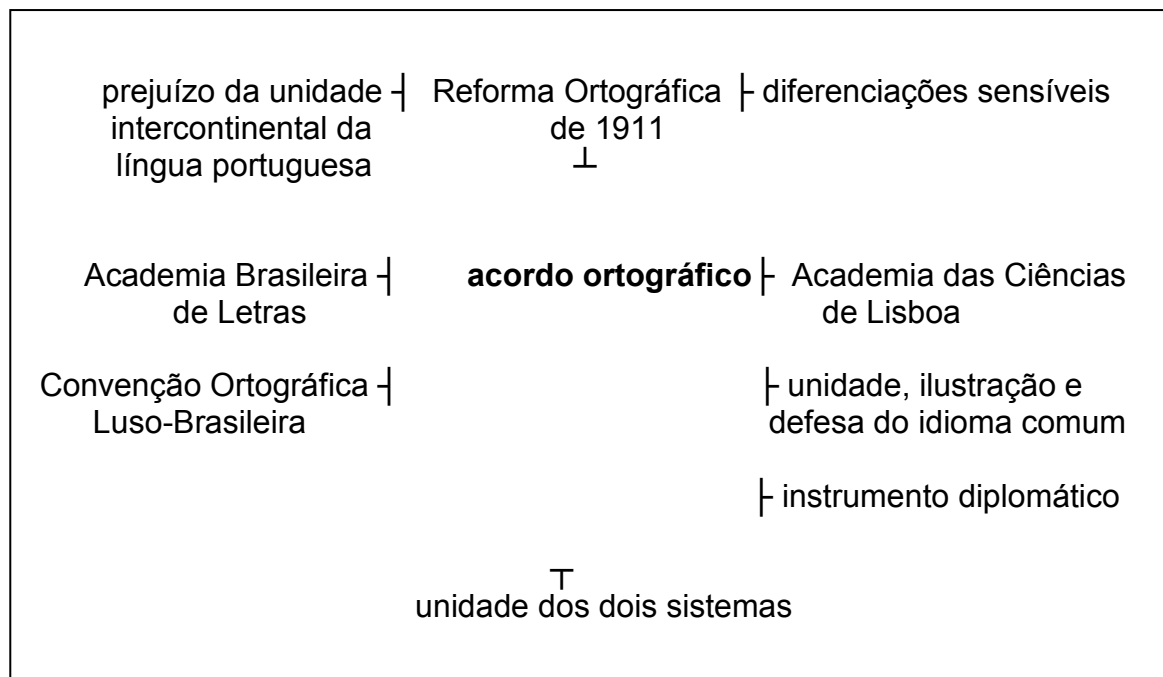 prejuízo da unidade ┤ Reforma Ortográfica ├ diferenciações sensíveis
intercontinental da de 1911
língua portuguesa ┴
Academia Brasileira ┤ acordo ortográfico ├ Academia das Ciências
de Letras de Lisboa
Convenção Ortográfica ┤ ├ unidade, ilustração e
Luso-Brasileira defesa do idioma comum
├ instrumento diplomático
┬
unidade dos dois sistemas